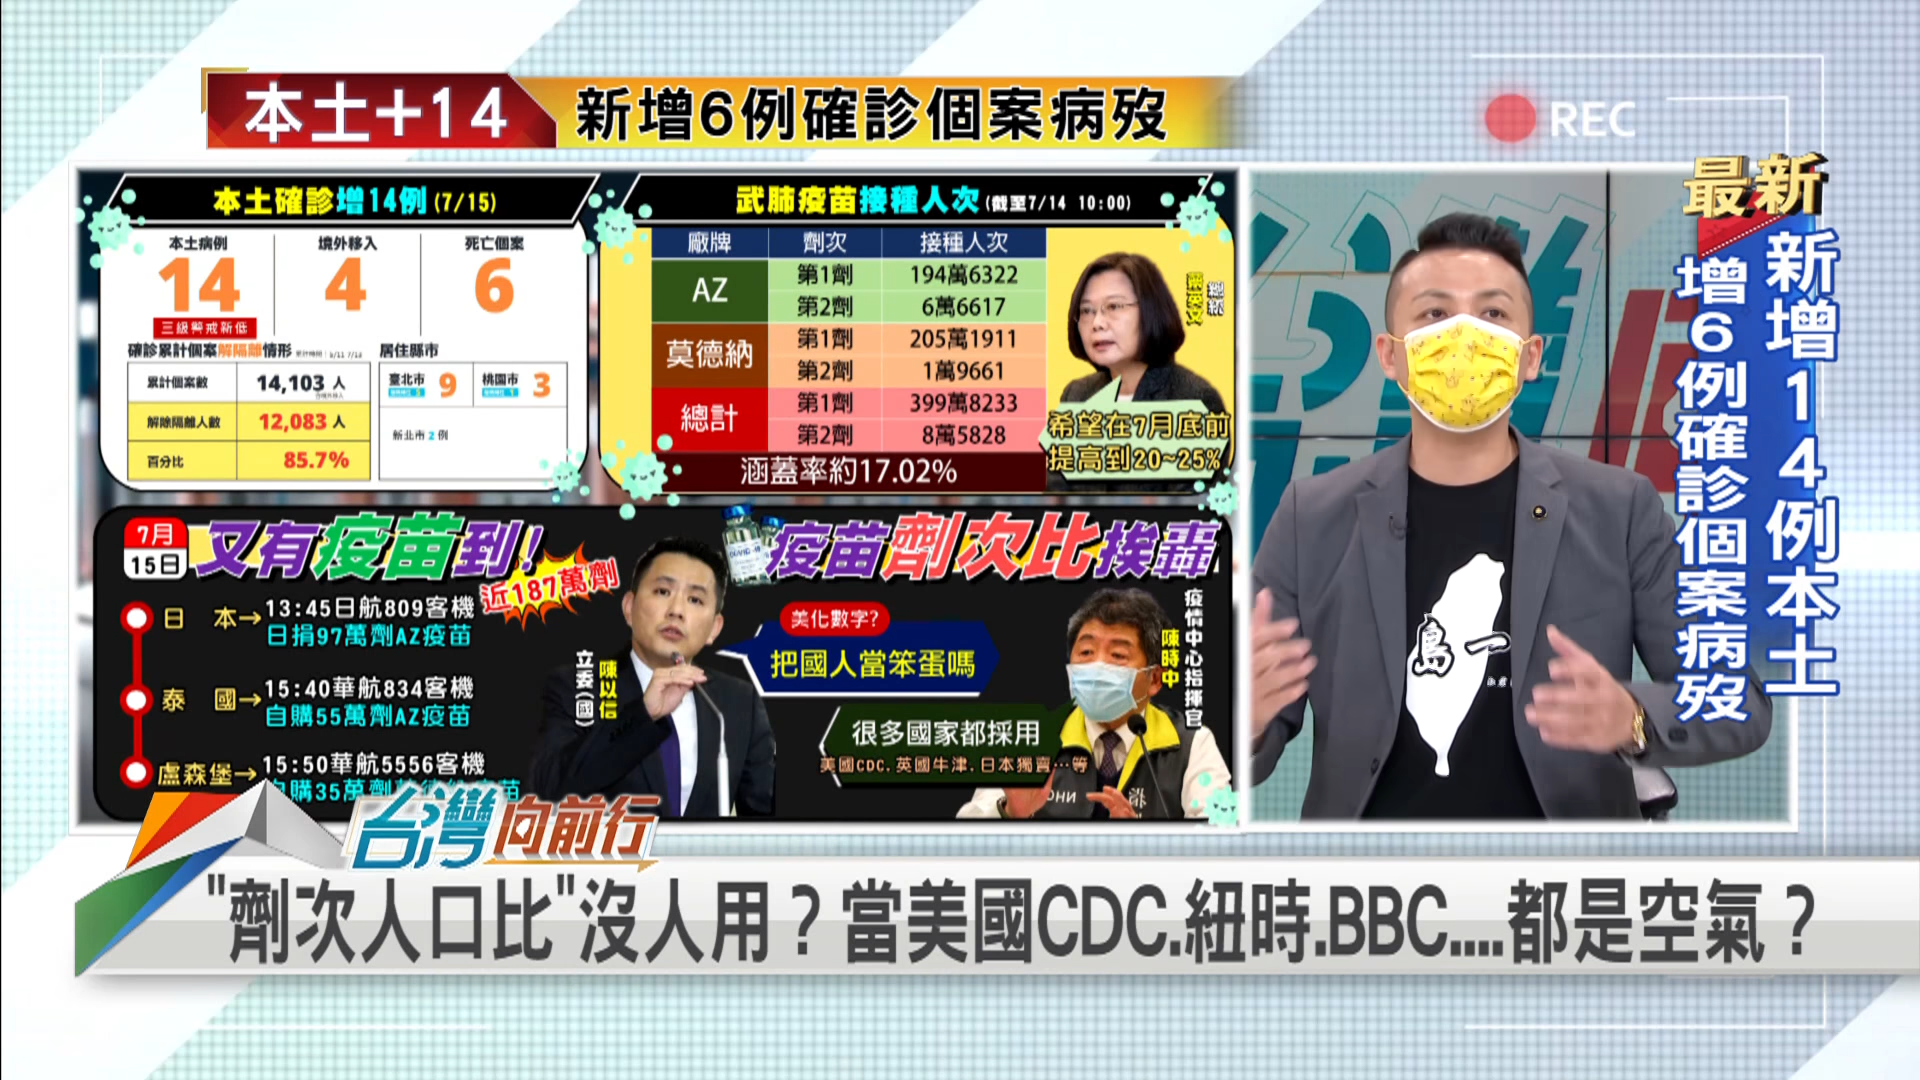 本土+14
新增6例確診個案病歿
REC
最新
新增14例本土
增6例確診個案病歿
本土確診增14例(7/15)
本土病例
14
三級警戒新低
境外移入
4
死亡個案
6
確診累計個案解隔離情形
累計個案數 14,103 人
解除隔離人數 12,083 人
百分比 85.7%
居住縣市
臺北市 9
桃園市 3
新北市 2 例
武肺疫苗接種人次(截至7/14 10:00)
廠牌 劑次 接種人次
AZ
第1劑 194萬6322
第2劑 6萬6617
莫德納
第1劑 205萬1911
第2劑 1萬9661
總計
第1劑 399萬8233
第2劑 8萬5828
涵蓋率約17.02%
總統
蔡英文
希望在7月底前
提高到20~25%
7月
15日
又有疫苗到!
近187萬劑
日 本→13:45日航809客機
日捐97萬劑AZ疫苗
泰 國→15:40華航834客機
自購55萬劑AZ疫苗
盧森堡→15:50華航5556客機
購35萬劑
疫苗劑次比挨轟
立委(國)
陳以信
美化數字?
把國人當笨蛋嗎
疫情中心指揮官
陳時中
很多國家都採用
美國CDC.英國牛津.日本獨賣…等
島一
台灣向前行
"劑次人口比"沒人用？當美國CDC.紐時.BBC....都是空氣？